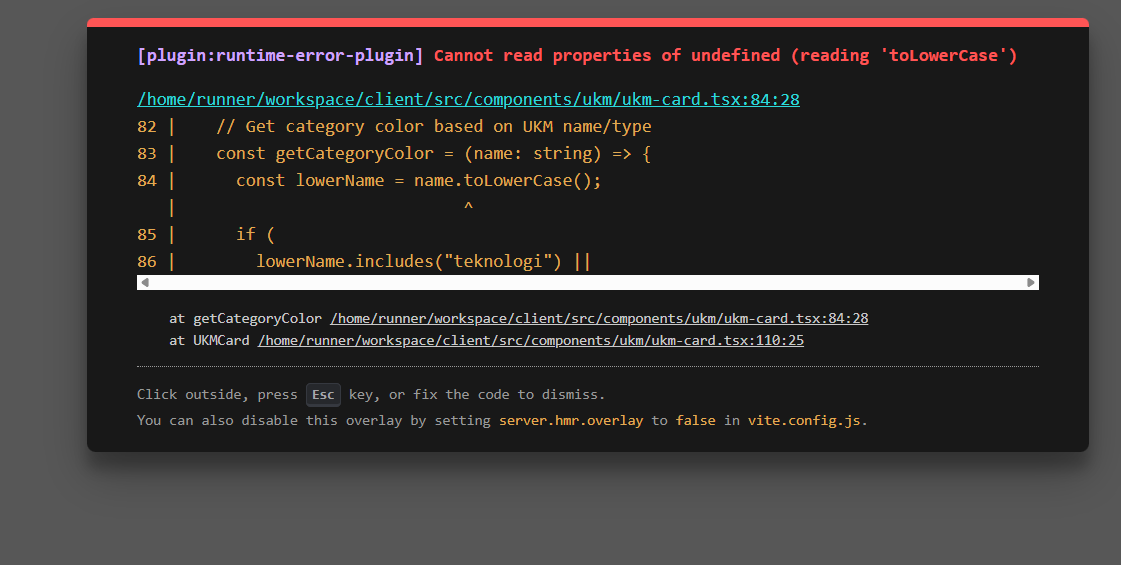 [plugin:runtime-error-plugin] Cannot read properties of undefined (reading 'toLowerCase')
/home/runner/workspace/client/src/components/ukm/ukm-card.tsx:84:28
82 |    // Get category color based on UKM name/type
83 |    const getCategoryColor = (name: string) => {
84 |      const lowerName = name.toLowerCase();
   |                             ^
85 |      if (
86 |        lowerName.includes("teknologi") ||
at getCategoryColor /home/runner/workspace/client/src/components/ukm/ukm-card.tsx:84:28
at UKMCard /home/runner/workspace/client/src/components/ukm/ukm-card.tsx:110:25
Click outside, press Esc key, or fix the code to dismiss.
You can also disable this overlay by setting server.hmr.overlay to false in vite.config.js.